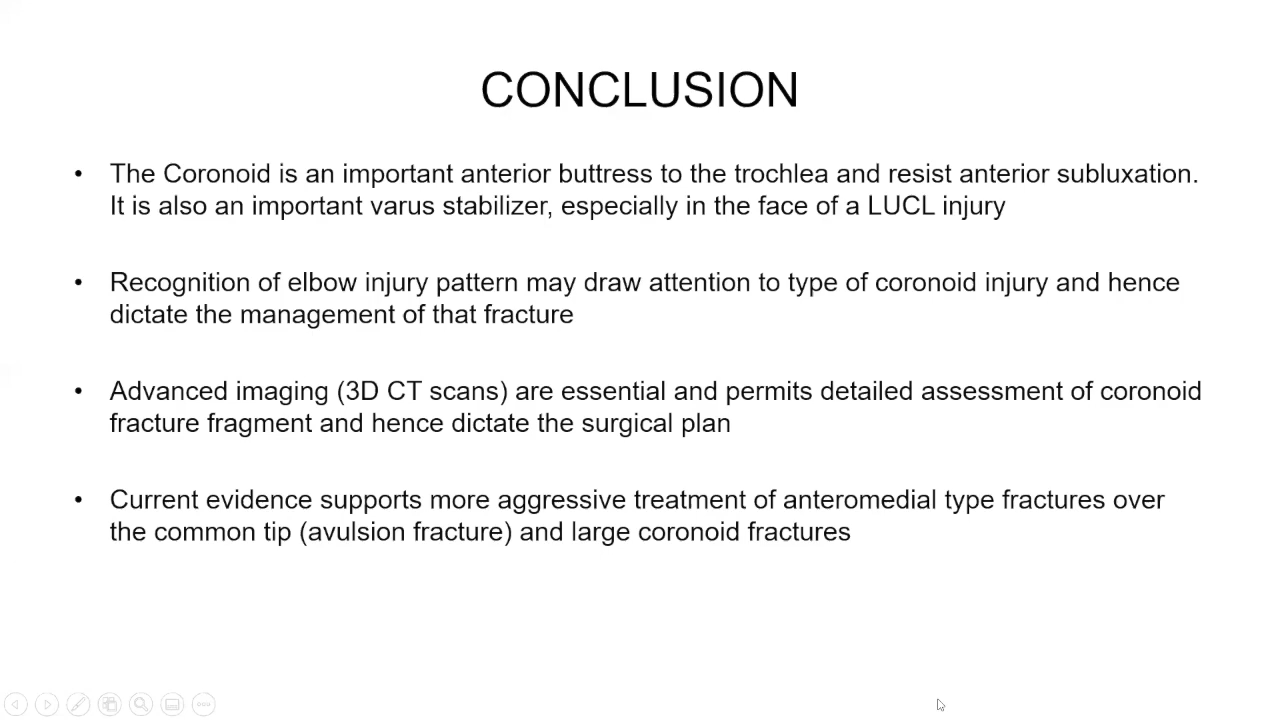 CONCLUSION
• The Coronoid is an important anterior buttress to the trochlea and resist anterior subluxation.
It is also an important varus stabilizer, especially in the face of a LUCL injury
• Recognition of elbow injury pattern may draw attention to type of coronoid injury and hence
dictate the management of that fracture
• Advanced imaging (3D CT scans) are essential and permits detailed assessment of coronoid
fracture fragment and hence dictate the surgical plan
• Current evidence supports more aggressive treatment of anteromedial type fractures over
the common tip (avulsion fracture) and large coronoid fractures